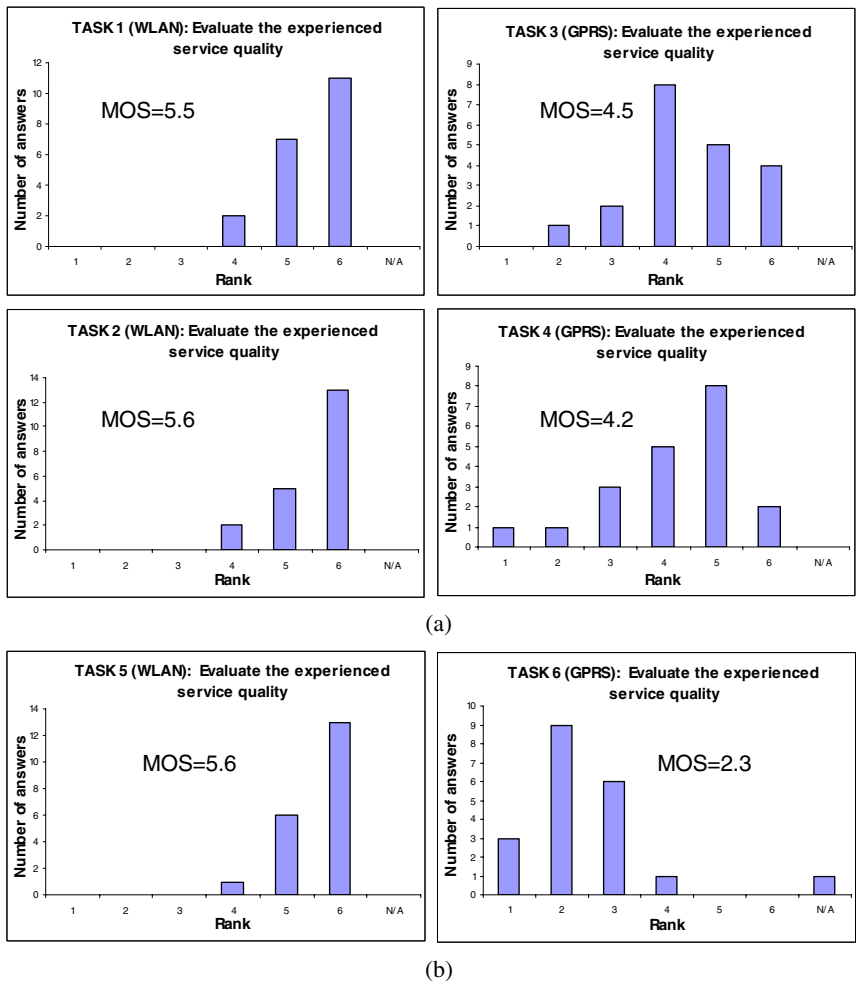 TASK 1 (WLAN): Evaluate the experienced
service quality
MOS=5.5
Number of answers
12
10
8
6
4
2
0
1 2 3 4 5 6 N/A
Rank
TASK 3 (GPRS): Evaluate the experienced
service quality
MOS=4.5
Number of answers
9
8
7
6
5
4
3
2
1
0
1 2 3 4 5 6 N/A
Rank
TASK 2 (WLAN): Evaluate the experienced
service quality
MOS=5.6
Number of answers
14
12
10
8
6
4
2
0
1 2 3 4 5 6 N/A
Rank
TASK 4 (GPRS): Evaluate the experienced
service quality
MOS=4.2
Number of answers
9
8
7
6
5
4
3
2
1
0
1 2 3 4 5 6 N/A
Rank
(a)
TASK 5 (WLAN): Evaluate the experienced
service quality
MOS=5.6
Number of answers
14
12
10
8
6
4
2
0
1 2 3 4 5 6 N/A
Rank
TASK 6 (GPRS): Evaluate the experienced
service quality
MOS=2.3
Number of answers
10
9
8
7
6
5
4
3
2
1
0
1 2 3 4 5 6 N/A
Rank
(b)